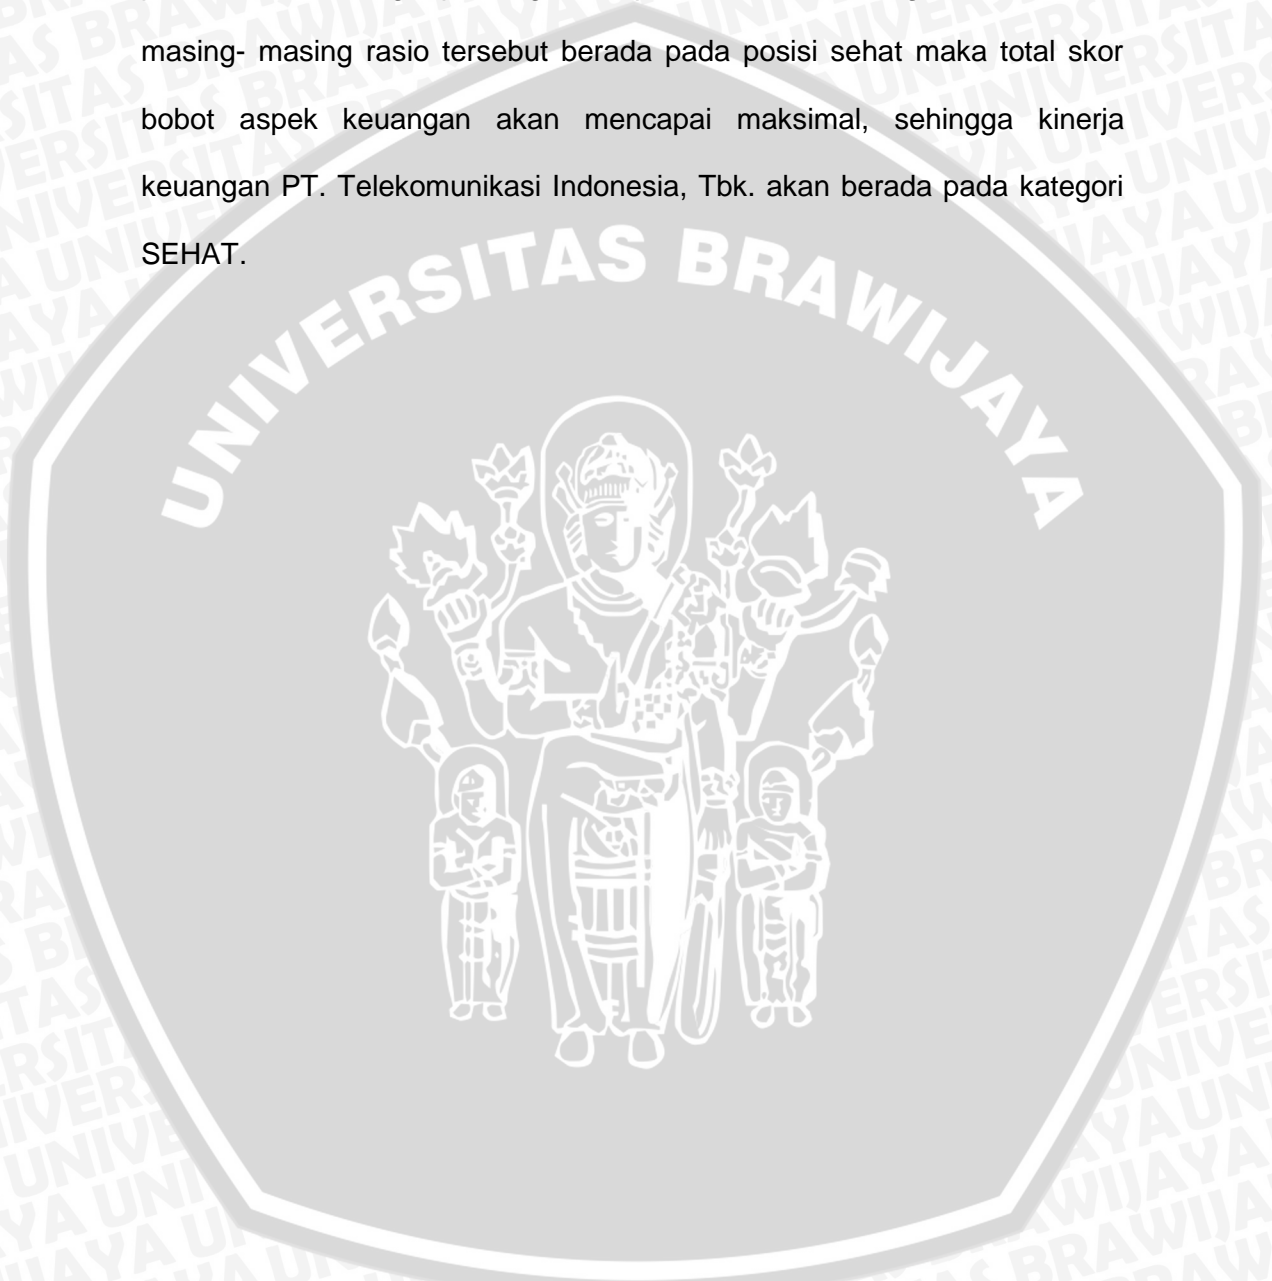 masing- masing rasio tersebut berada pada posisi sehat maka total skor
bobot aspek keuangan akan mencapai maksimal, sehingga kinerja
keuangan PT. Telekomunikasi Indonesia, Tbk. akan berada pada kategori
SEHAT.
UNIVERSITAS BRAWIJAYA